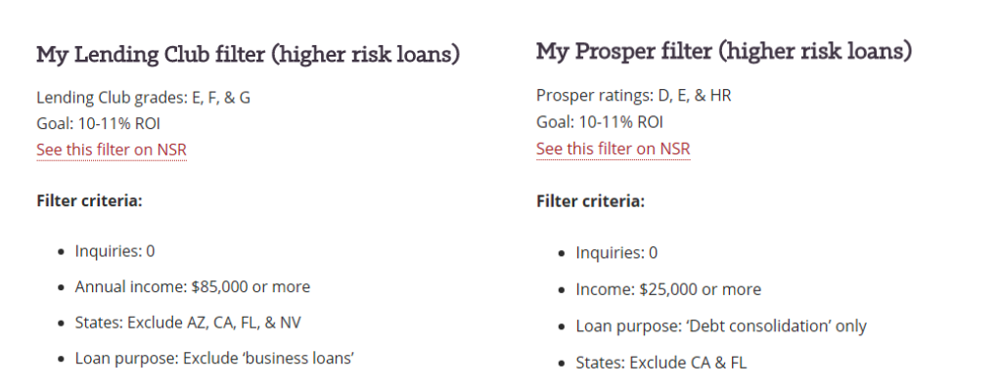 My Lending Club filter (higher risk loans)
Lending Club grades: E, F, & G
Goal: 10-11% ROI
See this filter on NSR
Filter criteria:
• Inquiries: 0
• Annual income: $85,000 or more
• States: Exclude AZ, CA, FL, & NV
• Loan purpose: Exclude ‘business loans’
My Prosper filter (higher risk loans)
Prosper ratings: D, E, & HR
Goal: 10-11% ROI
See this filter on NSR
Filter criteria:
• Inquiries: 0
• Income: $25,000 or more
• Loan purpose: ‘Debt consolidation’ only
• States: Exclude CA & FL